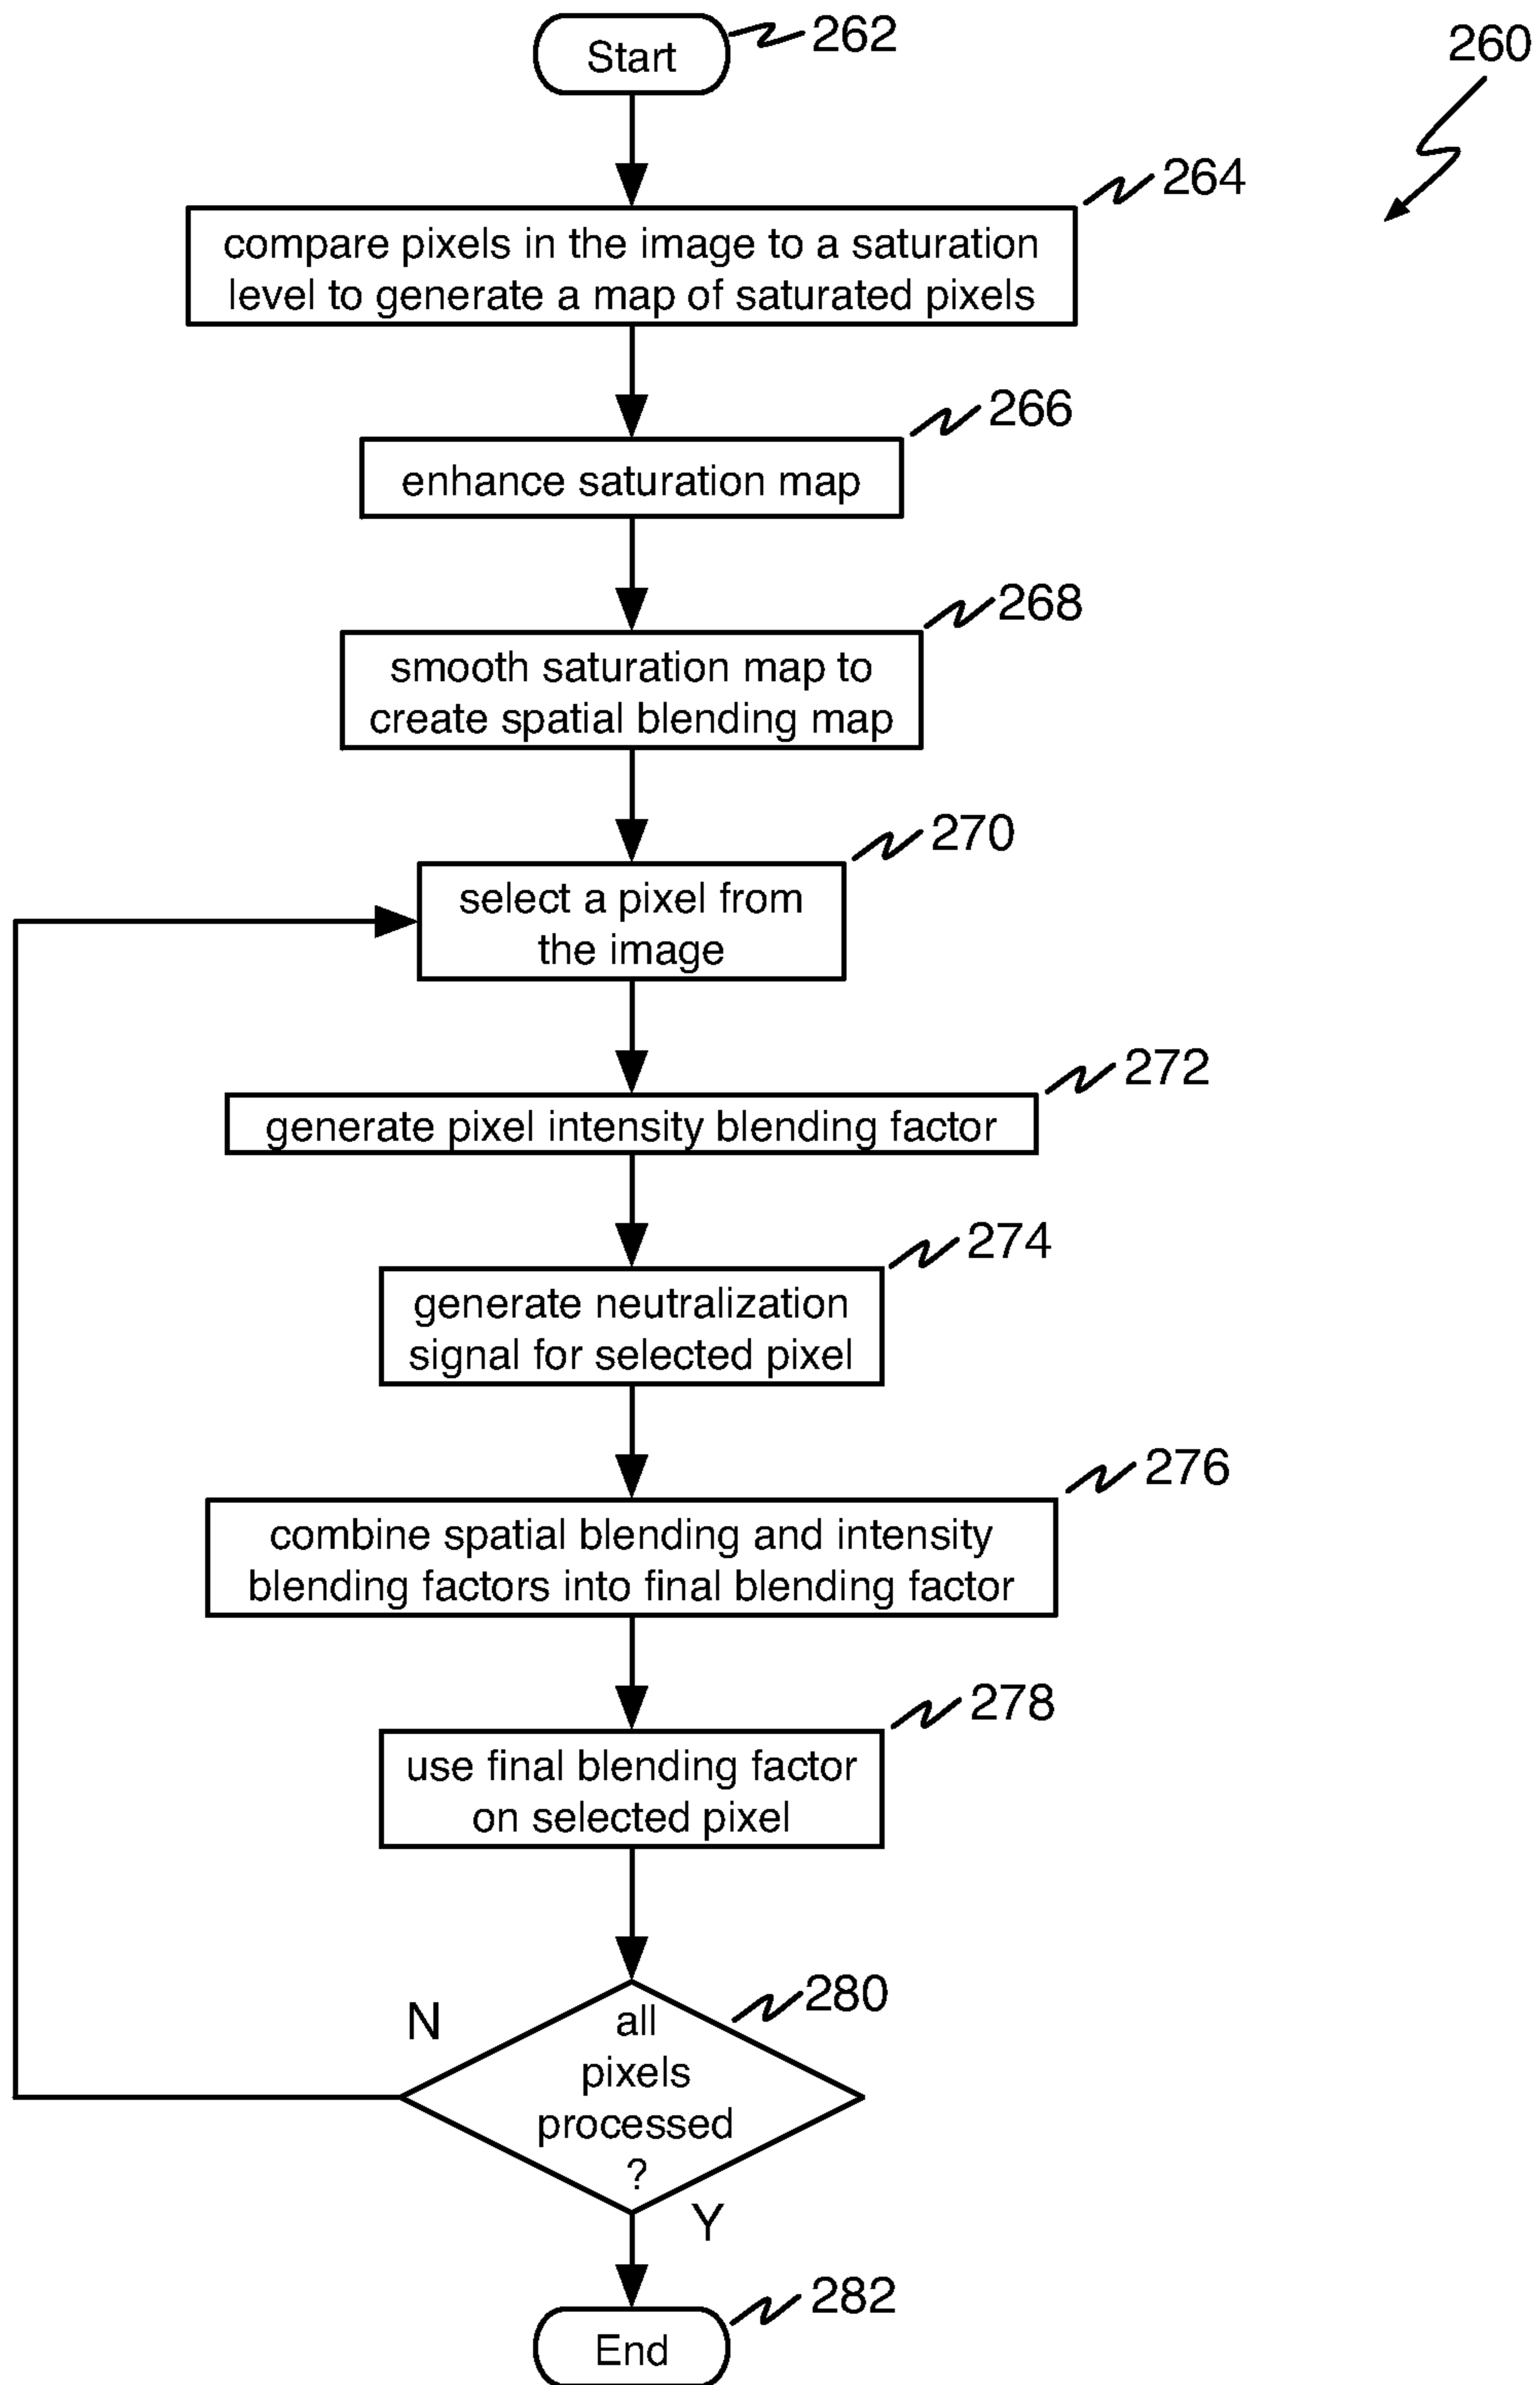 Start
262
260
264
compare pixels in the image to a saturation
level to generate a map of saturated pixels
266
enhance saturation map
268
smooth saturation map to
create spatial blending map
270
select a pixel from
the image
272
generate pixel intensity blending factor
274
generate neutralization
signal for selected pixel
276
combine spatial blending and intensity
blending factors into final blending factor
278
use final blending factor
on selected pixel
280
N
all
pixels
processed
?
Y
282
End